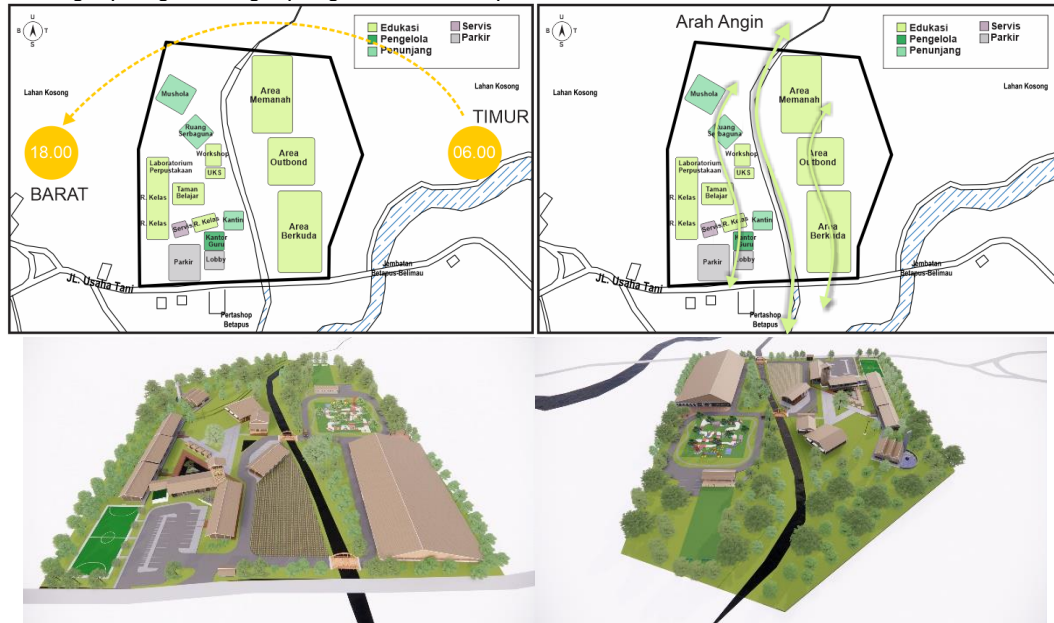 U
B T
S
Edukasi
Pengelola
Penunjang
Servis
Parkir
Lahan Kosong
Lahan Kosong
18.00
BARAT
TIMUR
06.00
Mushola
Area
Memanah
Ruang
Serbaguna
Workshop
Laboratorium
Perpustakaan
UKS
Area
Outbond
R. Kelas
Taman
Belajar
R. Kelas
Servis
R. Kelas
Kantin
Kantor
Guru
Area
Berkuda
Parkir
Lobby
JL. Usaha Tani
Jembatan
Betapus-Belimau
Pertashop
Betapus
Arah Angin
U
B T
S
Edukasi
Pengelola
Penunjang
Servis
Parkir
Lahan Kosong
Lahan Kosong
Mushola
Area
Memanah
Ruang
Serbaguna
Workshop
Laboratorium
Perpustakaan
UKS
Area
Outbond
R. Kelas
Taman
Belajar
R. Kelas
Servis
R. Kelas
Kantin
Kantor
Guru
Area
Berkuda
Parkir
Lobby
JL. Usaha Tani
Jembatan
Betapus-Belimau
Pertashop
Betapus